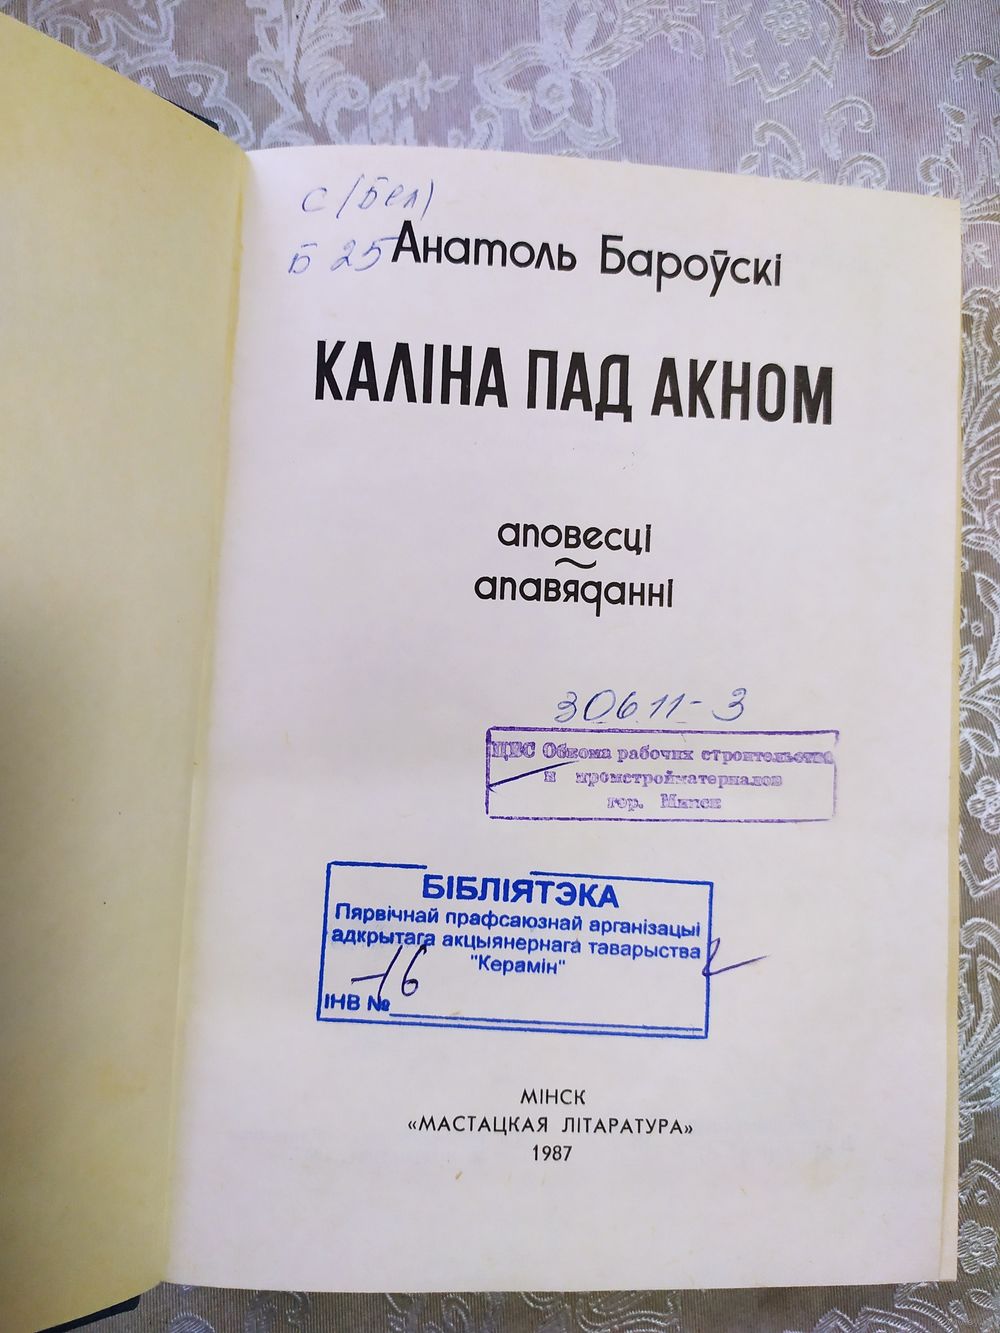 С (Бел)
Б 25
Анатоль Бароўскі
КАЛІНА ПАД АКНОМ
аповесці
~
апавяданні
30611-3
ЦБС Обкома рабочих строительства
и промстройматериалов
гор. Минск
БІБЛІЯТЭКА
Пярвічнай прафсаюзнай арганізацыі
адкрытага акцыянернага таварыства
"Керамін"
-16
ІНВ №
МІНСК
«МАСТАЦКАЯ ЛІТАРАТУРА»
1987